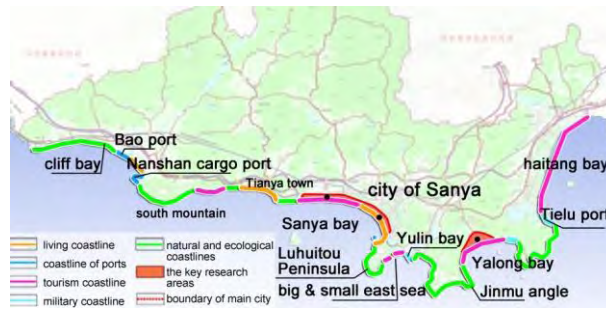 Bao port
cliff bay
Nanshan cargo port
Tianya town
south mountain
city of Sanya
haitang bay
Sanya bay
Tielu port
Luhuitou
Peninsula
Yulin bay
Yalong bay
big & small east sea
Jinmu angle
living coastline
coastline of ports
tourism coastline
military coastline
natural and ecological
coastlines
the key research
areas
boundary of main city